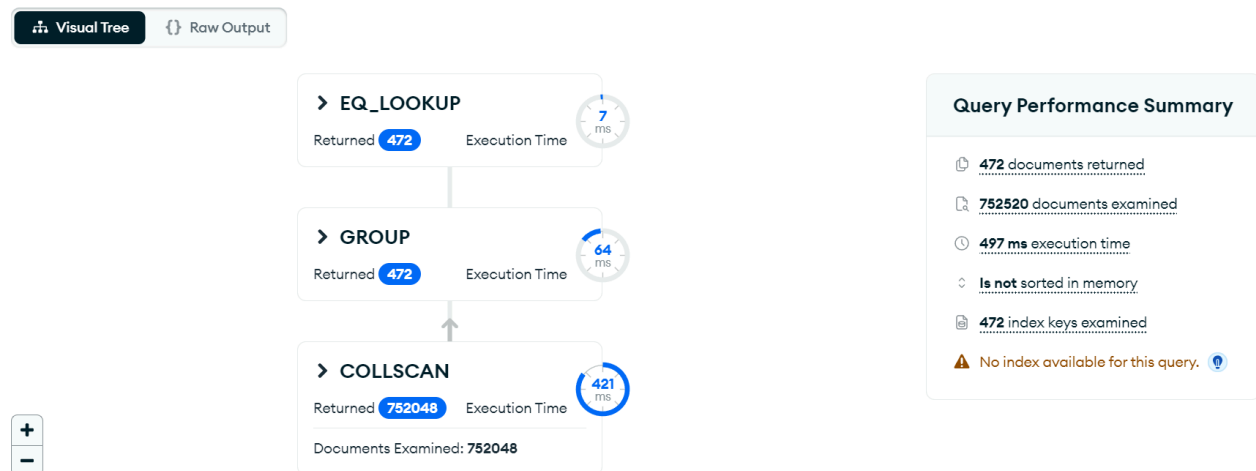 Visual Tree
{} Raw Output
EQ_LOOKUP
Returned 472 Execution Time
7
ms
GROUP
Returned 472 Execution Time
64
ms
COLLSCAN
Returned 752048 Execution Time
421
ms
Documents Examined: 752048
+
−
Query Performance Summary
472 documents returned
752520 documents examined
497 ms execution time
Is not sorted in memory
472 index keys examined
No index available for this query.